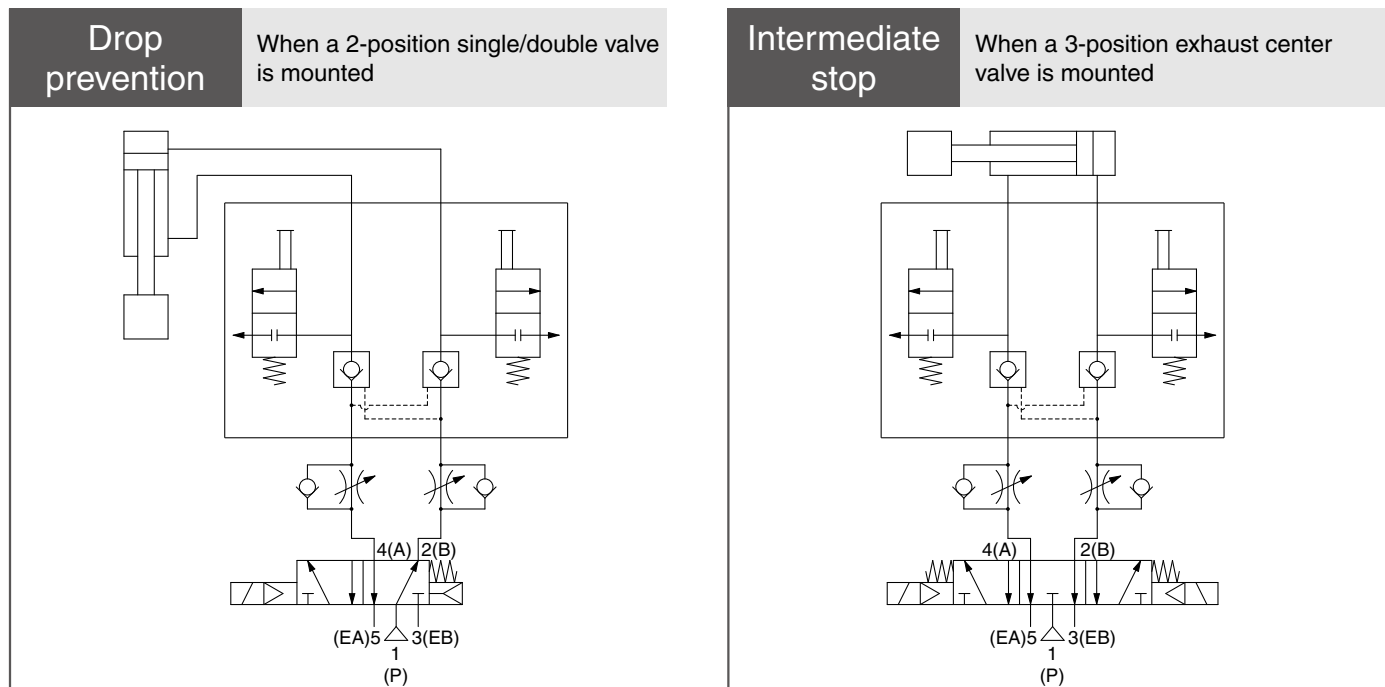 Drop
prevention
When a 2-position single/double valve
is mounted
4(A) 2(B)
(EA)5 3(EB)
1
(P)
Intermediate
stop
When a 3-position exhaust center
valve is mounted
4(A) 2(B)
(EA)5 3(EB)
1
(P)